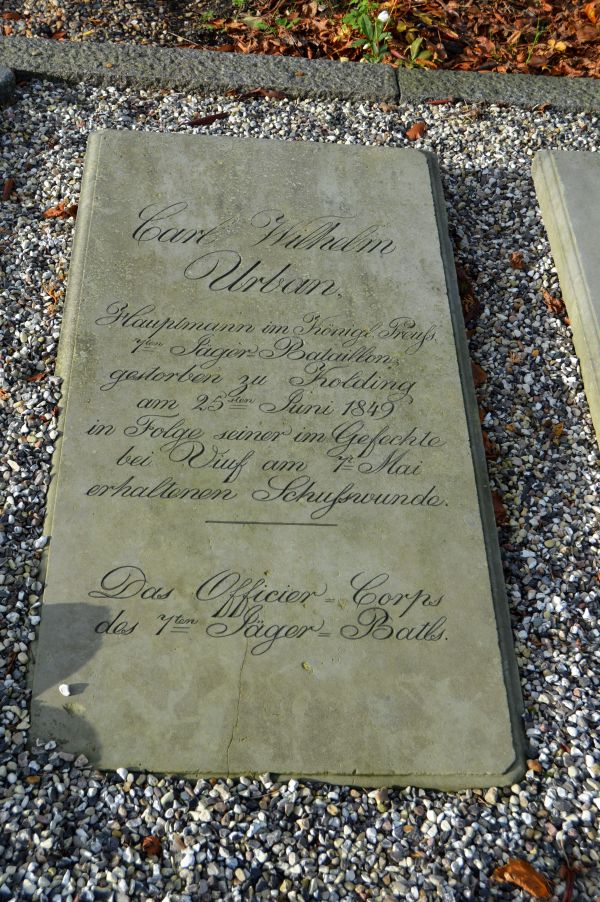 Carl Wilhelm
Urban.
Hauptmann im Königl. Preuß.
7ten Jäger Bataillon,
gestorben zu Kolding
am 25sten Juni 1849
in Folge seiner im Gefechte
bei Viuf am 7ten Mai
erhaltenen Schußwunde.
Das Officier=Corps
des 7ten Jäger=Batls.